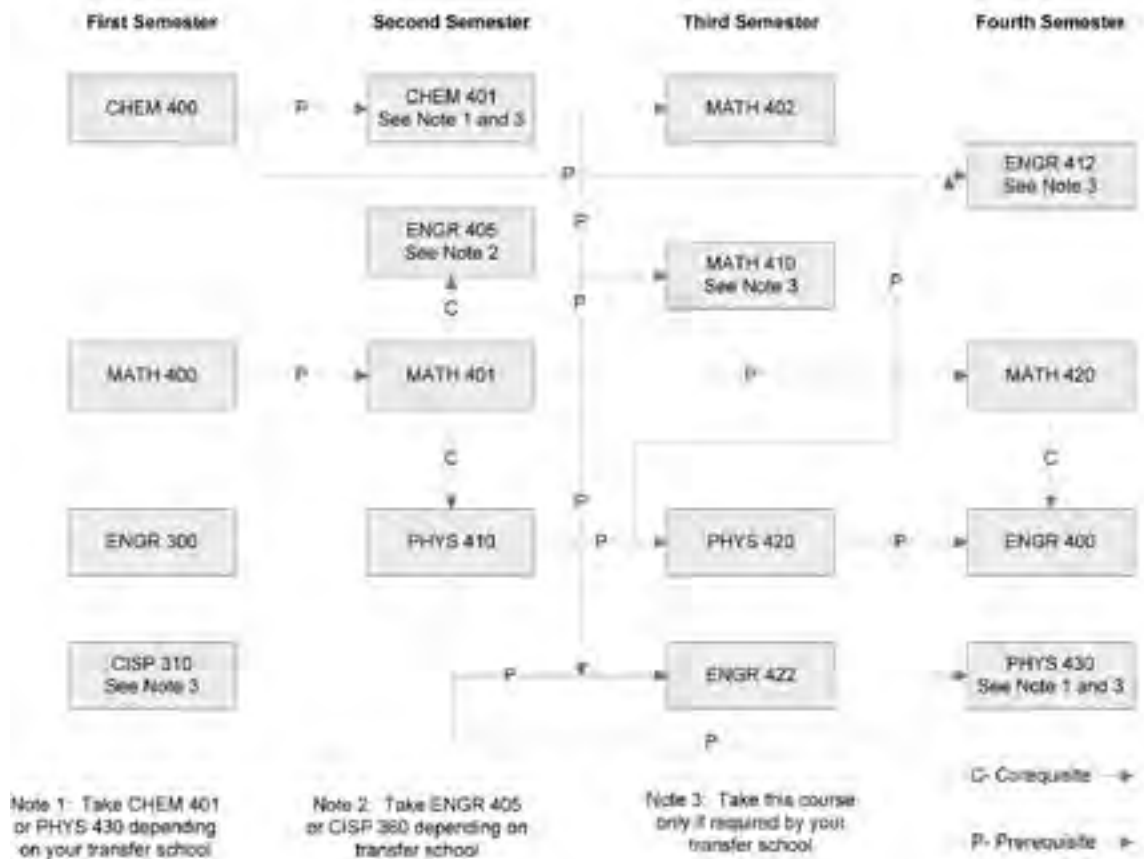 First Semester
Second Semester
Third Semester
Fourth Semester
CHEM 400
P
CHEM 401
See Note 1 and 3
MATH 402
P
ENGR 412
See Note 3
ENGR 405
See Note 2
P
MATH 410
See Note 3
P
C
P
MATH 400
P
MATH 401
P
MATH 420
C
C
P
ENGR 300
PHYS 410
P
PHYS 420
P
ENGR 400
CISP 310
See Note 3
P
ENGR 422
PHYS 430
See Note 1 and 3
P
C- Corequisite
P- Prerequisite
Note 1: Take CHEM 401
or PHYS 430 depending
on your transfer school
Note 2: Take ENGR 405
or CISP 360 depending on
transfer school
Note 3: Take this course
only if required by your
transfer school